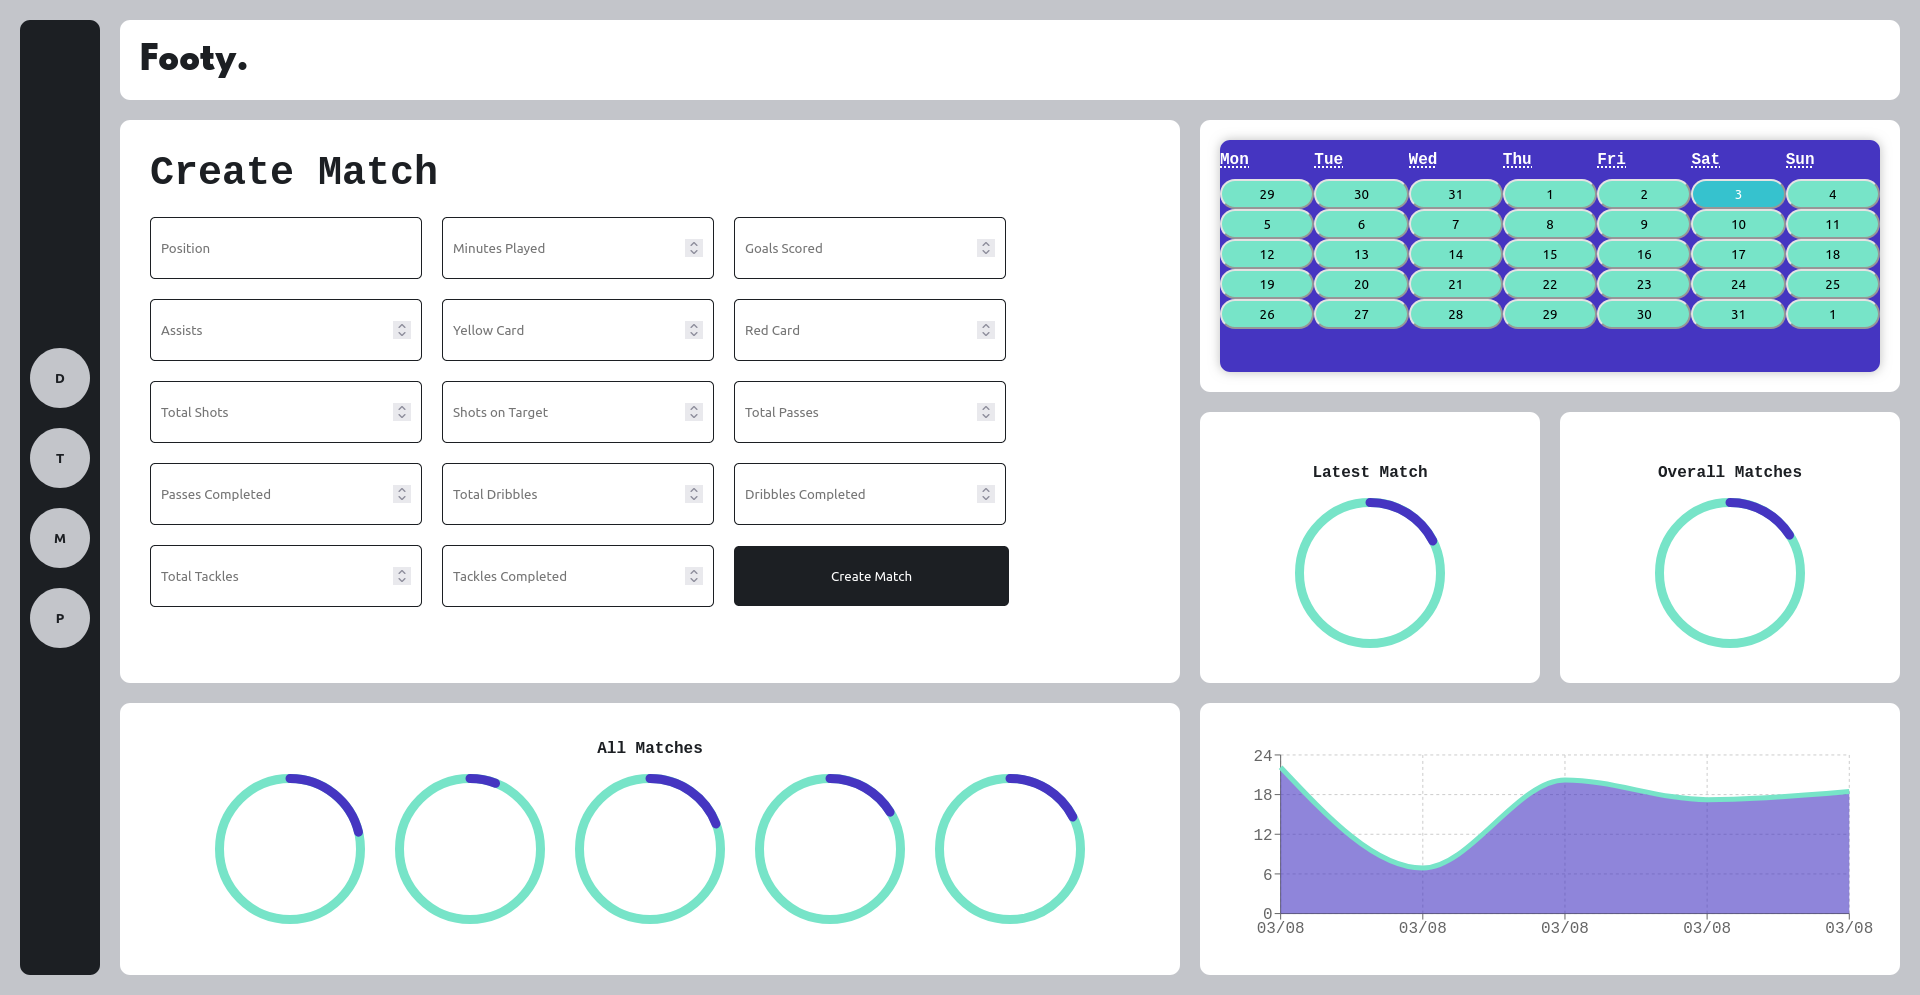 Footy.
D
T
M
P
Create Match
Position
Minutes Played
Goals Scored
Assists
Yellow Card
Red Card
Total Shots
Shots on Target
Total Passes
Passes Completed
Total Dribbles
Dribbles Completed
Total Tackles
Tackles Completed
Create Match
Mon Tue Wed Thu Fri Sat Sun
29 30 31 1 2 3 4
5 6 7 8 9 10 11
12 13 14 15 16 17 18
19 20 21 22 23 24 25
26 27 28 29 30 31 1
Latest Match
Overall Matches
All Matches
24
18
12
6
0
03/08 03/08 03/08 03/08 03/08